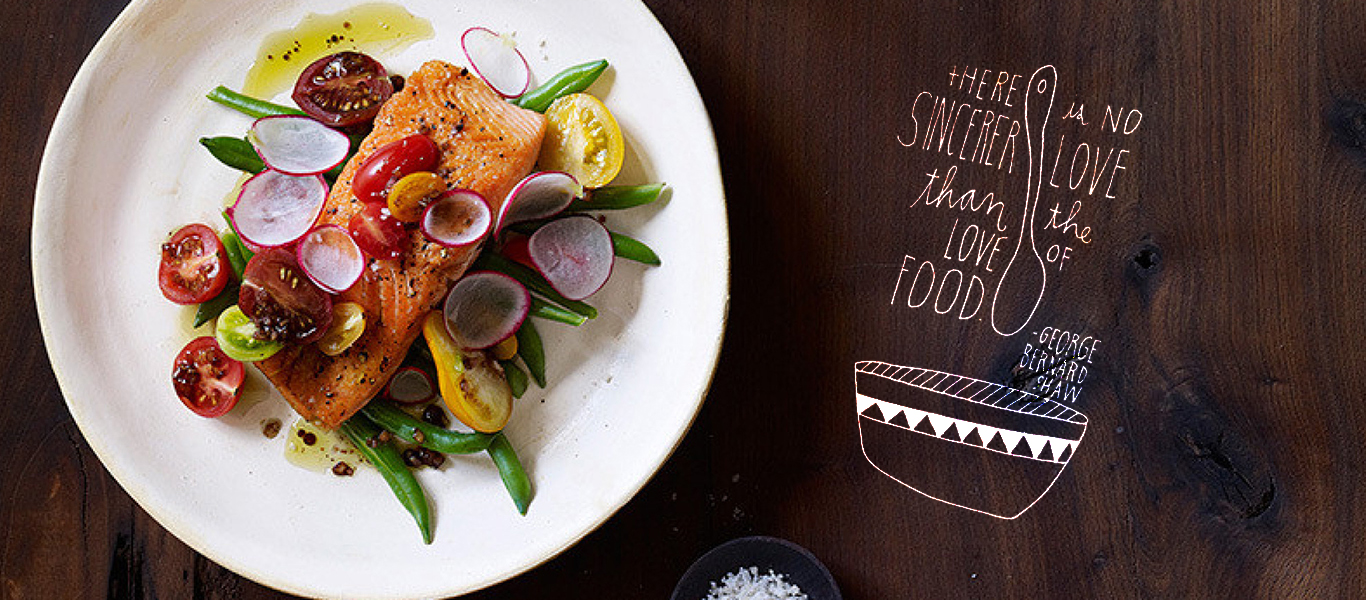 tHERE is NO
SINCERER LOVE
than the
LOVE OF
FOOD.
-GEORGE
BERNARD
SHAW